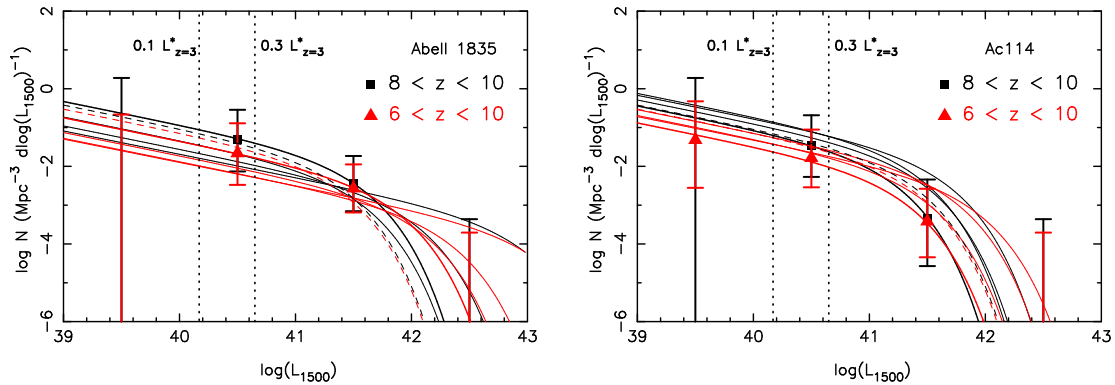 2
0
−2
−4
−6
39
40
41
42
43
log N (Mpc⁻³ dlog(L₁₅₀₀)⁻¹)
log(L₁₅₀₀)
0.1 L*z=3
0.3 L*z=3
Abell 1835
8 < z < 10
6 < z < 10
2
0
−2
−4
−6
39
40
41
42
43
log N (Mpc⁻³ dlog(L₁₅₀₀)⁻¹)
log(L₁₅₀₀)
0.1 L*z=3
0.3 L*z=3
Ac114
8 < z < 10
6 < z < 10